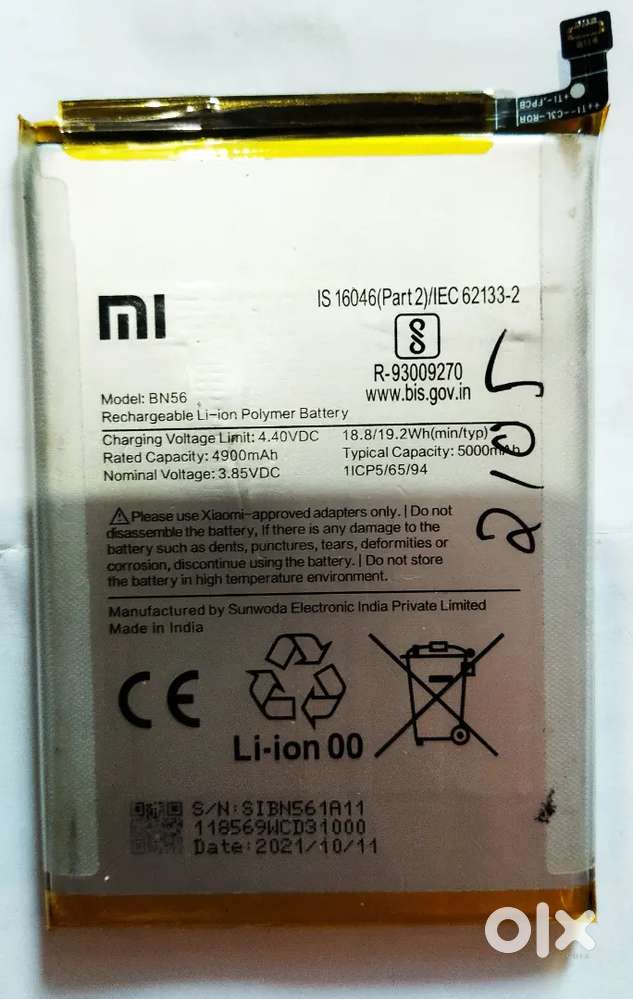 ++TI--C3L-ROA
+TI-.FPCB
mi
IS 16046(Part 2)/IEC 62133-2
R-93009270
www.bis.gov.in
Model: BN56
Rechargeable Li-ion Polymer Battery
Charging Voltage Limit: 4.40VDC 18.8/19.2Wh(min/typ)
Rated Capacity: 4900mAh Typical Capacity: 5000mAh
Nominal Voltage: 3.85VDC 1ICP5/65/94
2105
Please use Xiaomi-approved adapters only. | Do not
disassemble the battery, If there is any damage to the
battery such as dents, punctures, tears, deformities or
corrosion, discontinue using the battery. | Do not store
the battery in high temperature environment.
Manufactured by Sunwoda Electronic India Private Limited
Made in India
CE
Li-ion 00
S/N:SIBN561A11
118569WCD31000
Date:2021/10/11
olx